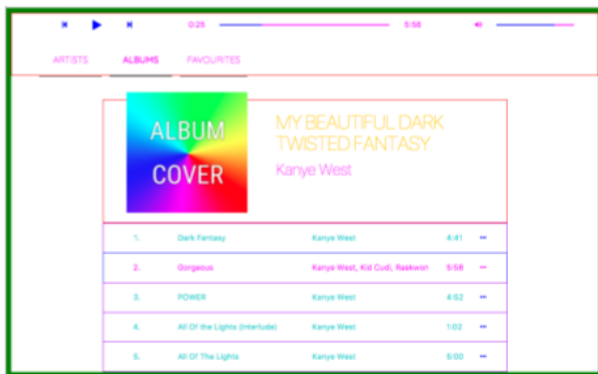 0:25 5:58
ARTISTS ALBUMS FAVOURITES
ALBUM
COVER
MY BEAUTIFUL DARK
TWISTED FANTASY
Kanye West
1. Dark Fantasy Kanye West 4:41
2. Gorgeous Kanye West, Kid Cudi, Raekwon 5:58
3. POWER Kanye West 4:52
4. All Of the Lights (Interlude) Kanye West 1:02
5. All Of The Lights Kanye West 5:00